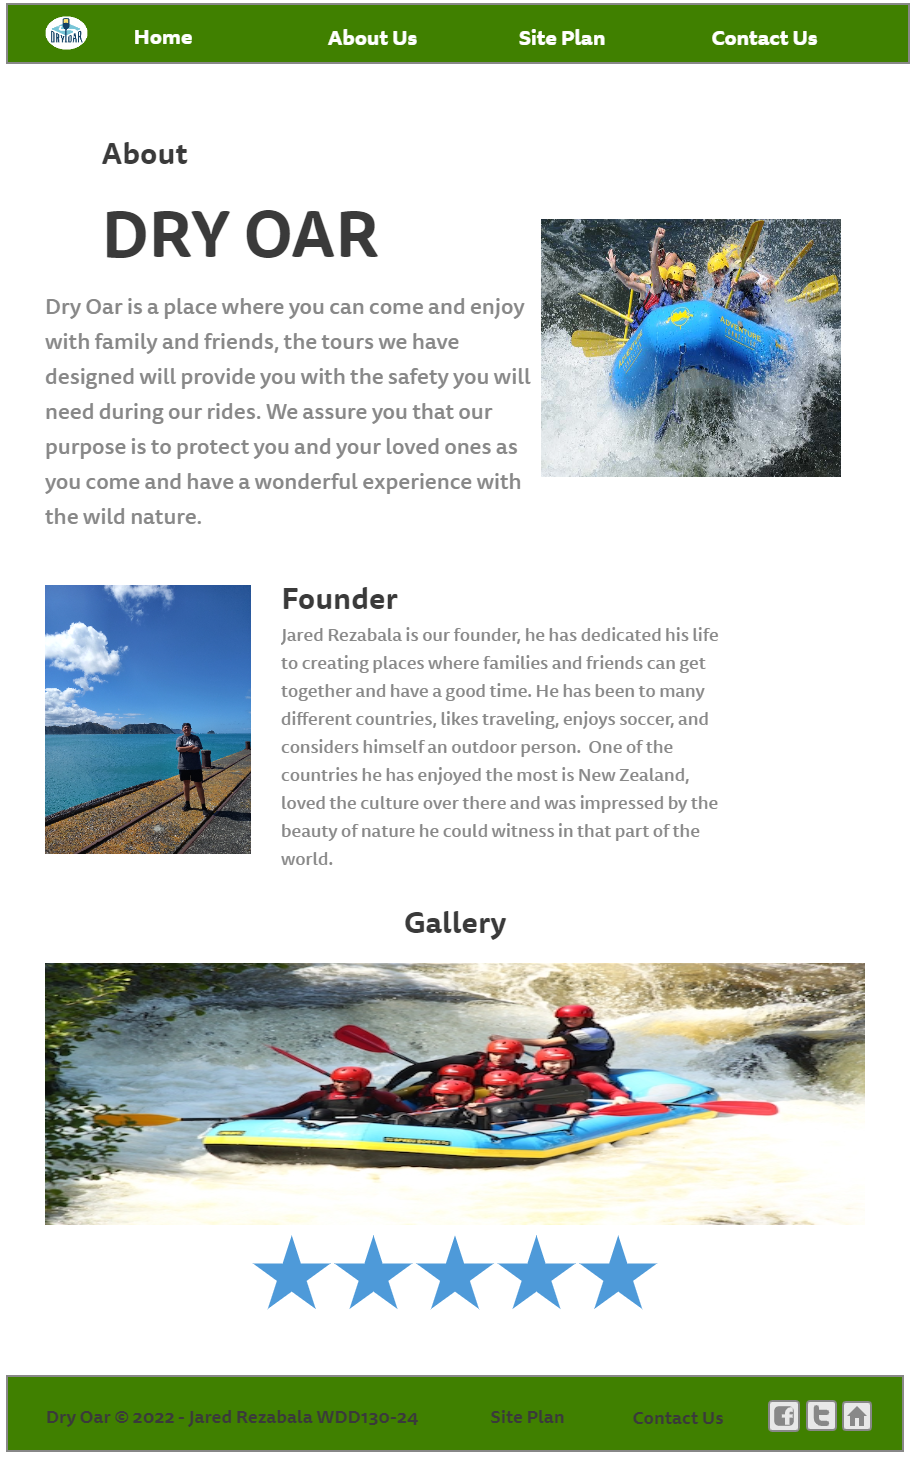 DRYOAR
Home
About Us
Site Plan
Contact Us
About
DRY OAR
Dry Oar is a place where you can come and enjoy
with family and friends, the tours we have
designed will provide you with the safety you will
need during our rides. We assure you that our
purpose is to protect you and your loved ones as
you come and have a wonderful experience with
the wild nature.
ADVENTURE
Founder
Jared Rezabala is our founder, he has dedicated his life
to creating places where families and friends can get
together and have a good time. He has been to many
different countries, likes traveling, enjoys soccer, and
considers himself an outdoor person.  One of the
countries he has enjoyed the most is New Zealand,
loved the culture over there and was impressed by the
beauty of nature he could witness in that part of the
world.
Gallery
Dry Oar © 2022 - Jared Rezabala WDD130-24
Site Plan
Contact Us